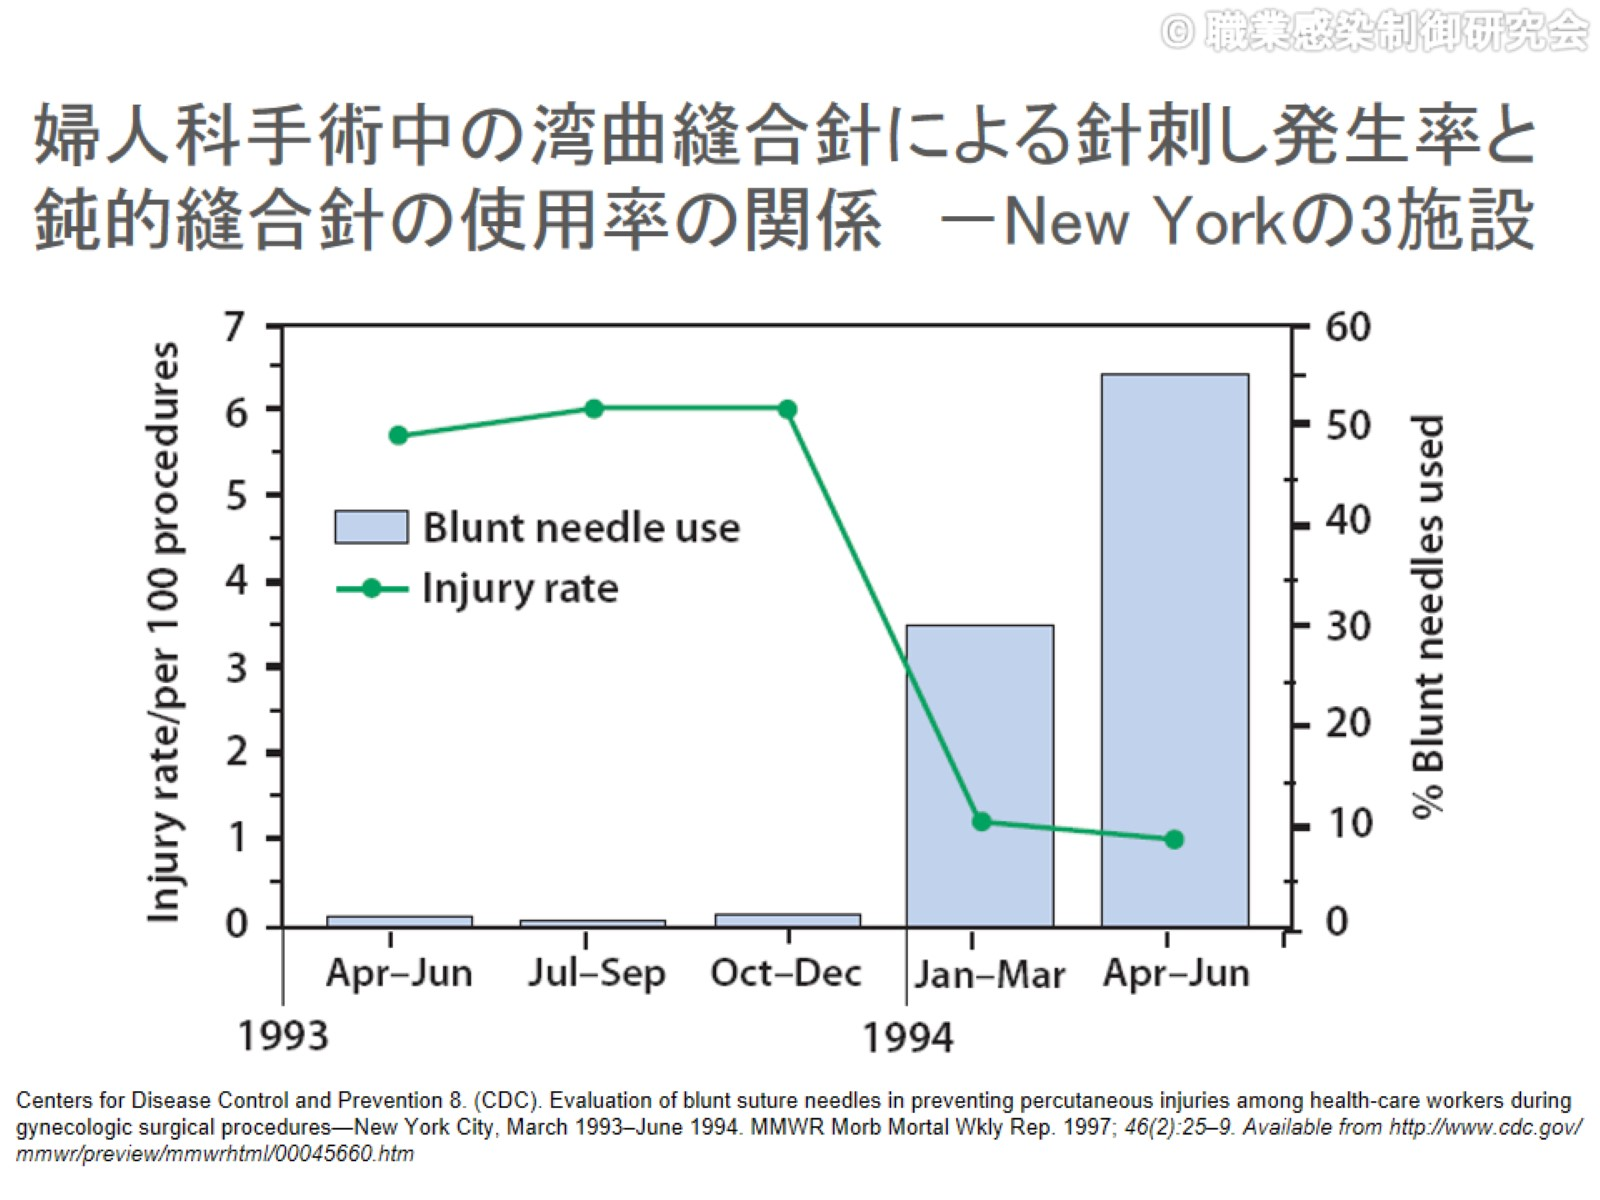 © 職業感染制御研究会
婦人科手術中の湾曲縫合針による針刺し発生率と
鈍的縫合針の使用率の関係　－New Yorkの3施設
Injury rate/per 100 procedures
7
6
5
4
3
2
1
0
Blunt needle use
Injury rate
60
50
40
30
20
10
0
% Blunt needles used
Apr–Jun Jul–Sep Oct–Dec Jan–Mar Apr–Jun
1993 1994
Centers for Disease Control and Prevention 8. (CDC). Evaluation of blunt suture needles in preventing percutaneous injuries among health-care workers during
gynecologic surgical procedures—New York City, March 1993–June 1994. MMWR Morb Mortal Wkly Rep. 1997; 46(2):25–9. Available from http://www.cdc.gov/
mmwr/preview/mmwrhtml/00045660.htm